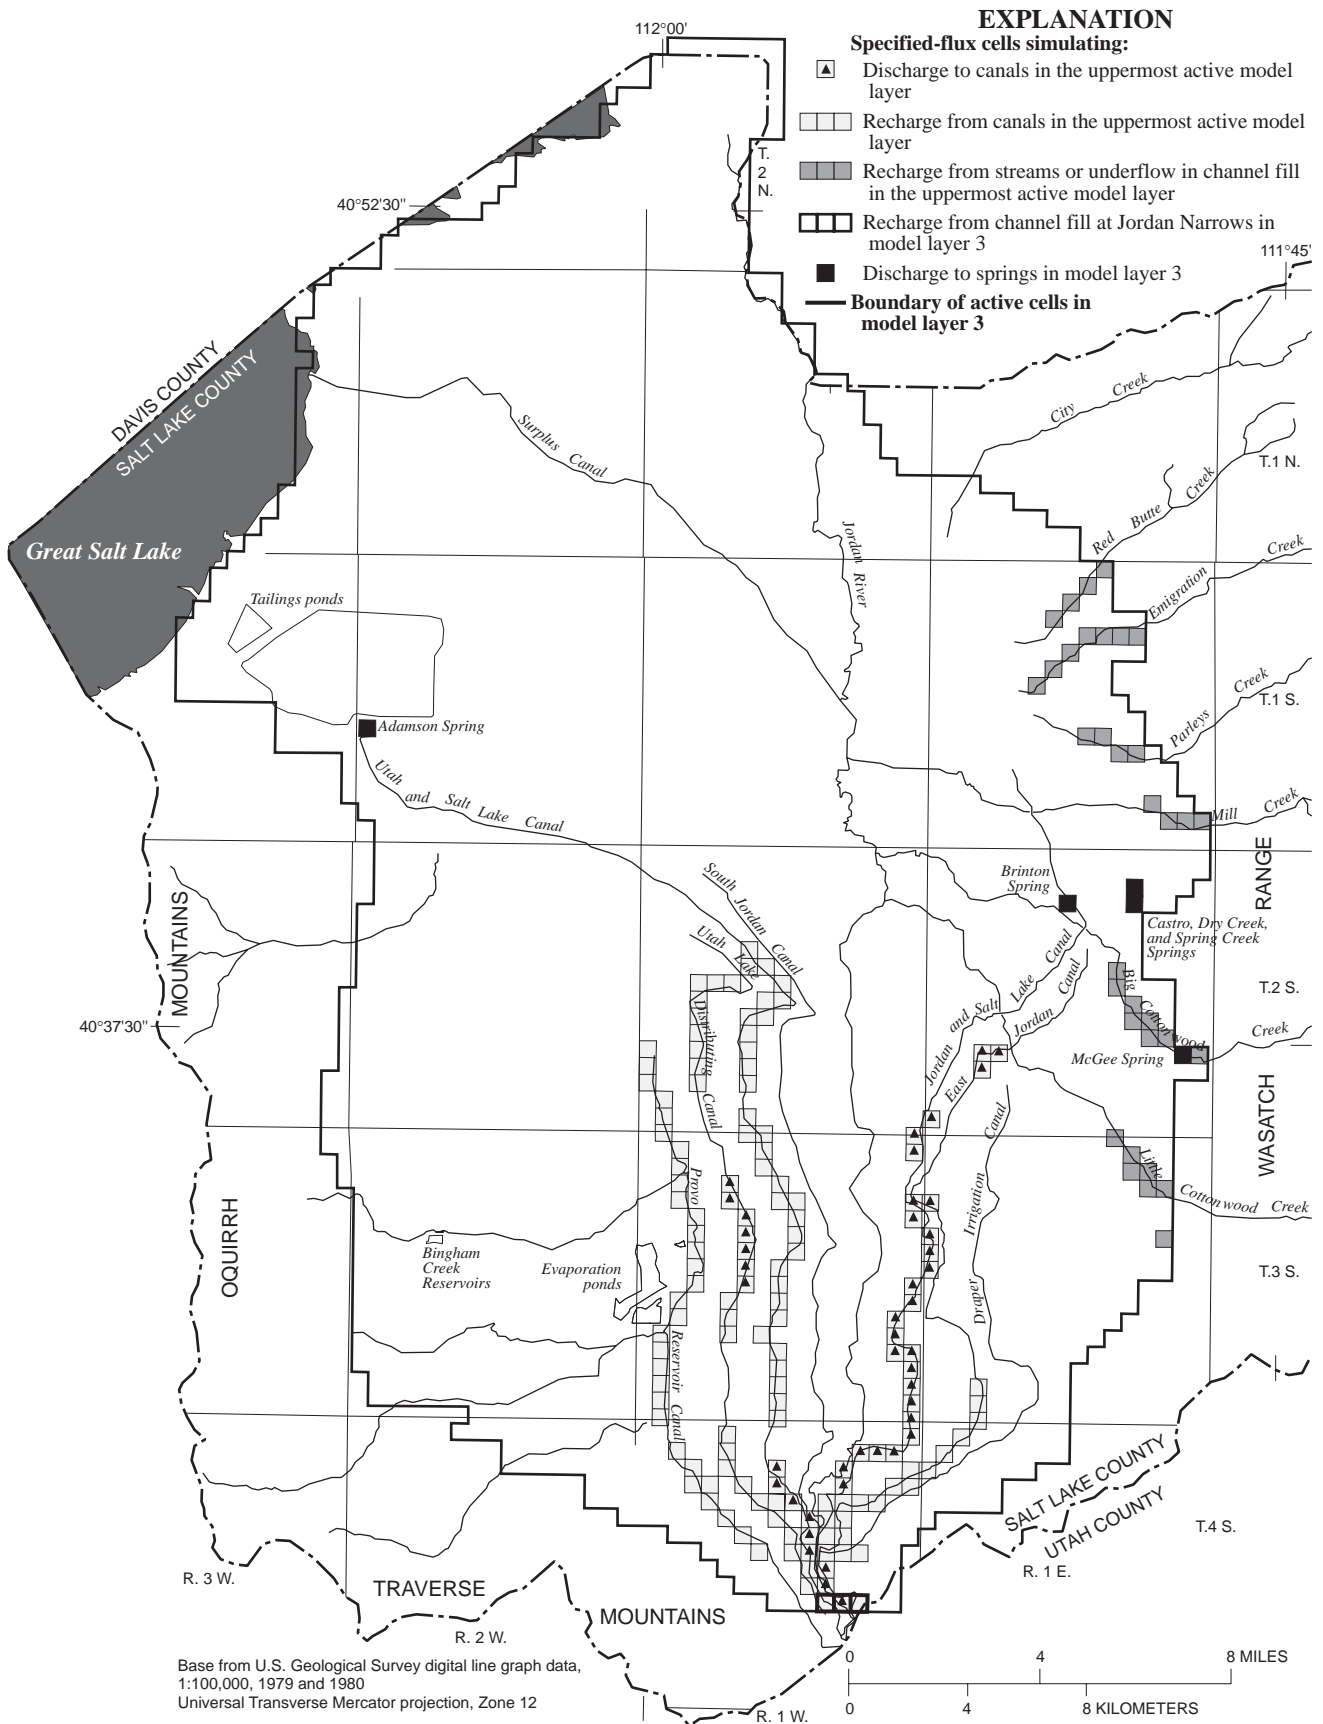 EXPLANATION
Specified-flux cells simulating:
Discharge to canals in the uppermost active model
layer
Recharge from canals in the uppermost active model
layer
Recharge from streams or underflow in channel fill
in the uppermost active model layer
Recharge from channel fill at Jordan Narrows in
model layer 3
Discharge to springs in model layer 3
Boundary of active cells in
model layer 3
112°00'
T.
2
N.
40°52'30"
111°45'
DAVIS COUNTY
SALT LAKE COUNTY
City Creek
Surplus Canal
T.1 N.
Red Butte Creek
Jordan River
Great Salt Lake
Emigration Creek
Tailings ponds
Parleys Creek
T.1 S.
Adamson Spring
Utah and Salt Lake Canal
Mill Creek
RANGE
South Jordan Canal
Brinton
Spring
Castro, Dry Creek,
and Spring Creek
Springs
MOUNTAINS
Utah Lake
Distributing Canal
Jordan and Salt Lake Canal
East Jordan Canal
Big Cottonwood Creek
T.2 S.
40°37'30"
McGee Spring
WASATCH
Little Cottonwood Creek
Provo Reservoir Canal
Draper Irrigation Canal
OQUIRRH
Bingham
Creek
Reservoirs
Evaporation
ponds
T.3 S.
SALT LAKE COUNTY
UTAH COUNTY
T.4 S.
R. 3 W.
TRAVERSE
MOUNTAINS
R. 1 E.
R. 2 W.
R. 1 W.
Base from U.S. Geological Survey digital line graph data,
1:100,000, 1979 and 1980
Universal Transverse Mercator projection, Zone 12
0 4 8 MILES
0 4 8 KILOMETERS